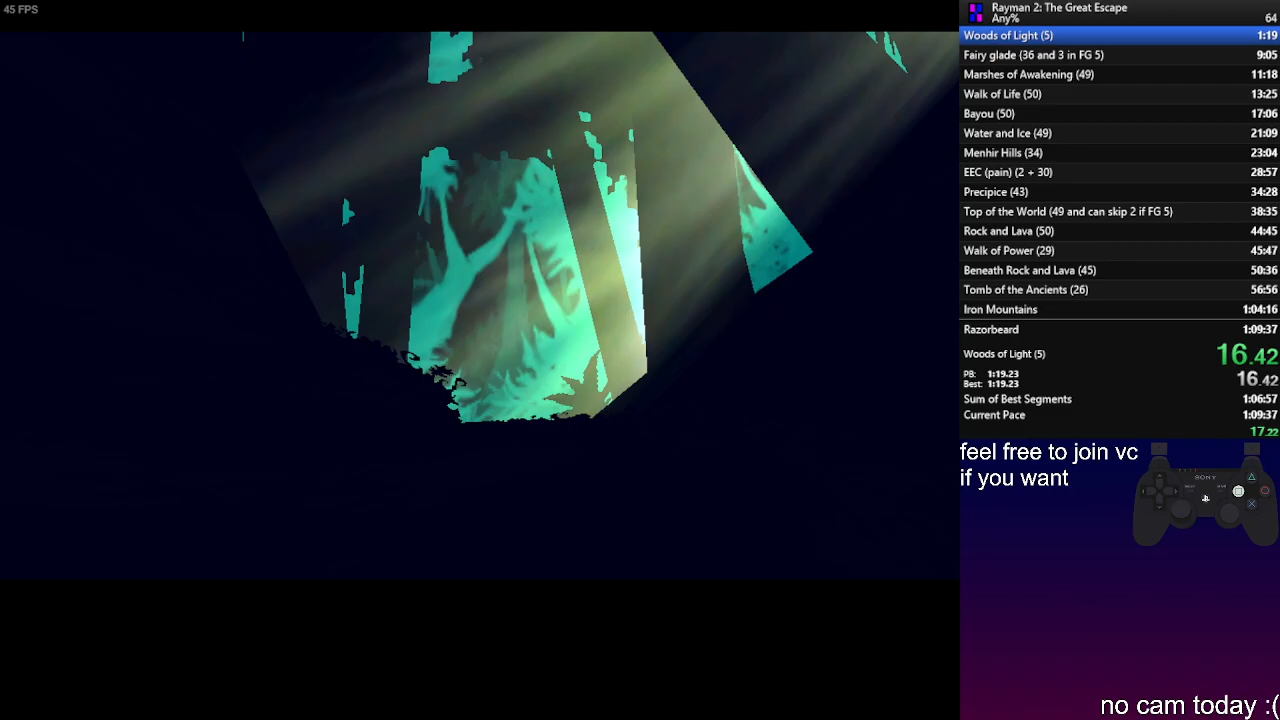 45 FPS
Rayman 2: The Great Escape
Any%
64
Woods of Light (5) 1:19
Fairy glade (36 and 3 in FG 5) 9:05
Marshes of Awakening (49) 11:18
Walk of Life (50) 13:25
Bayou (50) 17:06
Water and Ice (49) 21:09
Menhir Hills (34) 23:04
EEC (pain) (2 + 30) 28:57
Precipice (43) 34:28
Top of the World (49 and can skip 2 if FG 5) 38:35
Rock and Lava (50) 44:45
Walk of Power (29) 45:47
Beneath Rock and Lava (45) 50:36
Tomb of the Ancients (26) 56:56
Iron Mountains 1:04:16
Razorbeard 1:09:37
Woods of Light (5) 16.42
PB: 1:19.23
Best: 1:19.23
16.42
Sum of Best Segments 1:06:57
Current Pace 1:09:37
17.22
feel free to join vc
if you want
SONY
no cam today :(